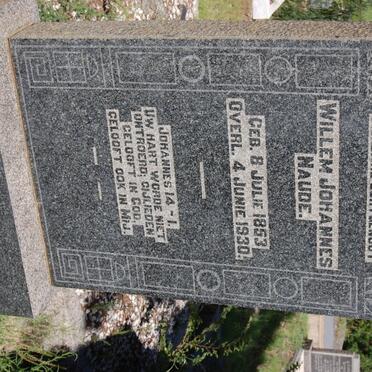 WILLEM JOHANNES
NAUDE.
GEB. 8 JULIE 1853
OVERL. 4 JUNIE 1930.
JOHANNES 14-1.
UW HART WORDE NIET
ONTROERD; GIJLIEDEN
GELOOFT IN GOD,
GELOOFT OOK IN MIJ.